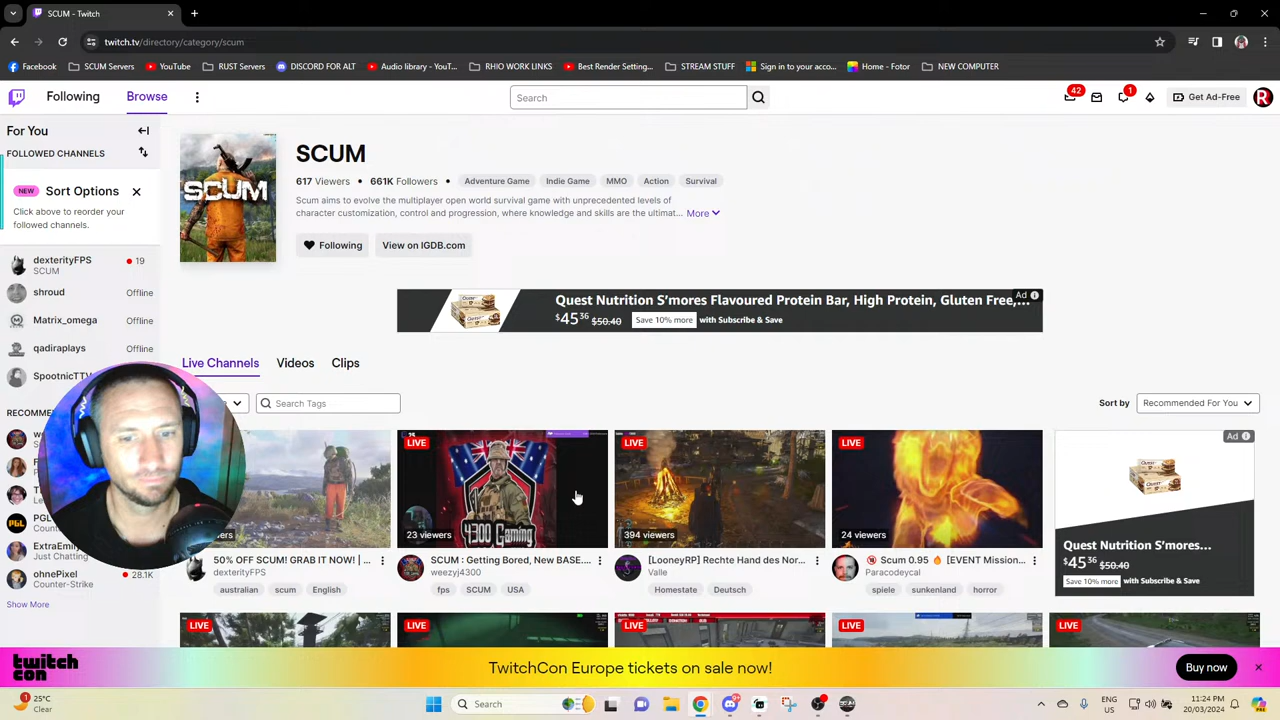 SCUM - Twitch
twitch.tv/directory/category/scum
Facebook SCUM Servers YouTube RUST Servers DISCORD FOR ALT Audio library - YouT... RHIO WORK LINKS Best Render Setting... STREAM STUFF Sign in to your acco... Home - Fotor NEW COMPUTER
Following Browse Search 42 1 Get Ad-Free R
For You
FOLLOWED CHANNELS
NEW Sort Options
Click above to reorder your
followed channels.
dexterityFPS 19
SCUM
shroud Offline
Matrix_omega Offline
qadiraplays Offline
SpootnicTTV Offline
SCUM
SCUM
617 Viewers • 661K Followers • Adventure Game Indie Game MMO Action Survival
SCUM aims to evolve the multiplayer open world survival game with unprecedented levels of
character customization, control and progression, where knowledge and skills are the ultimat... More
Following View on IGDB.com
Quest Nutrition S'mores Flavoured Protein Bar, High Protein, Gluten Free,... Ad
$45 36 $50.40 Save 10% more with Subscribe & Save
Live Channels Videos Clips
Search Tags Sort by Recommended For You
PGL
ExtraEmily
Just Chatting
ohnePixel 28.1K
Counter-Strike
Show More
LIVE
4300 Gaming
23 viewers
LIVE
394 viewers
LIVE
24 viewers
Ad
Quest Nutrition S'mores...
$45 36 $50.40
Save 10% more with Subscribe & Save
50% OFF SCUM! GRAB IT NOW! | ...
dexterityFPS
australian scum English
SCUM : Getting Bored, New BASE....
weezyj4300
fps SCUM USA
[LooneyRP] Rechte Hand des Nor...
Valle
Homestate Deutsch
Scum 0.95 [EVENT Mission...
Paracodeycal
spiele sunkenland horror
LIVE LIVE LIVE LIVE LIVE
twitch
con
TwitchCon Europe tickets on sale now!
Buy now
1 25°C
Clear
Search
ENG
US
11:24 PM
20/03/2024